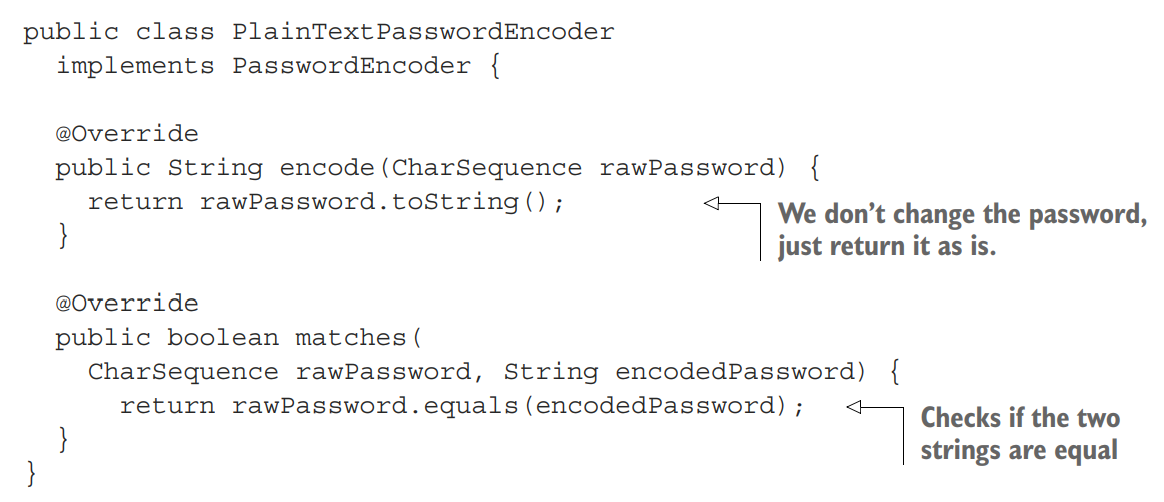 public class PlainTextPasswordEncoder
implements PasswordEncoder {
@Override
public String encode(CharSequence rawPassword) {
return rawPassword.toString();
We don’t change the password,
just return it as is.
}
@Override
public boolean matches(
CharSequence rawPassword, String encodedPassword) {
return rawPassword.equals(encodedPassword);
Checks if the two
strings are equal
}
}